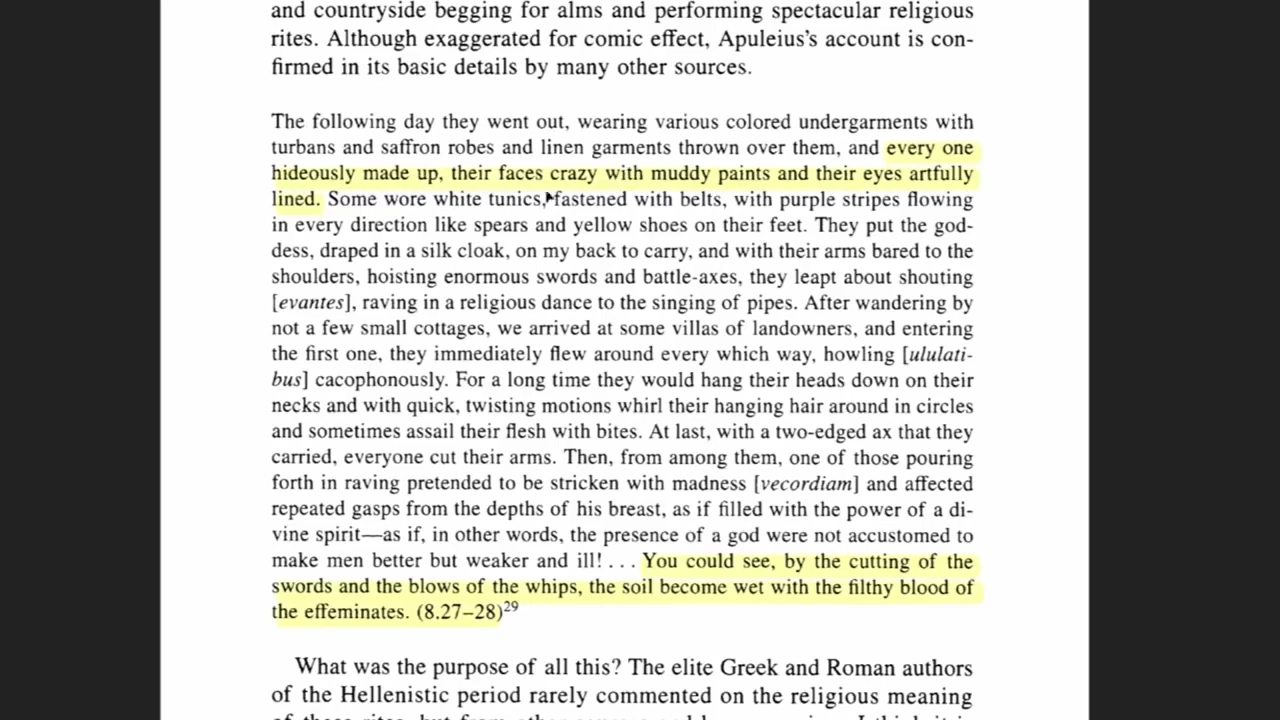 and countryside begging for alms and performing spectacular religious
rites. Although exaggerated for comic effect, Apuleius's account is con-
firmed in its basic details by many other sources.
The following day they went out, wearing various colored undergarments with
turbans and saffron robes and linen garments thrown over them, and every one
hideously made up, their faces crazy with muddy paints and their eyes artfully
lined. Some wore white tunics, fastened with belts, with purple stripes flowing
in every direction like spears and yellow shoes on their feet. They put the god-
dess, draped in a silk cloak, on my back to carry, and with their arms bared to the
shoulders, hoisting enormous swords and battle-axes, they leapt about shouting
[evantes], raving in a religious dance to the singing of pipes. After wandering by
not a few small cottages, we arrived at some villas of landowners, and entering
the first one, they immediately flew around every which way, howling [ululati-
bus] cacophonously. For a long time they would hang their heads down on their
necks and with quick, twisting motions whirl their hanging hair around in circles
and sometimes assail their flesh with bites. At last, with a two-edged ax that they
carried, everyone cut their arms. Then, from among them, one of those pouring
forth in raving pretended to be stricken with madness [vecordiam] and affected
repeated gasps from the depths of his breast, as if filled with the power of a di-
vine spirit—as if, in other words, the presence of a god were not accustomed to
make men better but weaker and ill! . . . You could see, by the cutting of the
swords and the blows of the whips, the soil become wet with the filthy blood of
the effeminates. (8.27–28)29
What was the purpose of all this? The elite Greek and Roman authors
of the Hellenistic period rarely commented on the religious meaning